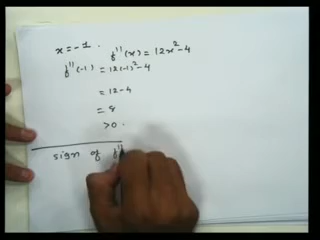 x=-1. f''(x) = 12x²-4
f''(-1) = 12(-1)²-4
= 12-4
= 8
>0.
sign of f''